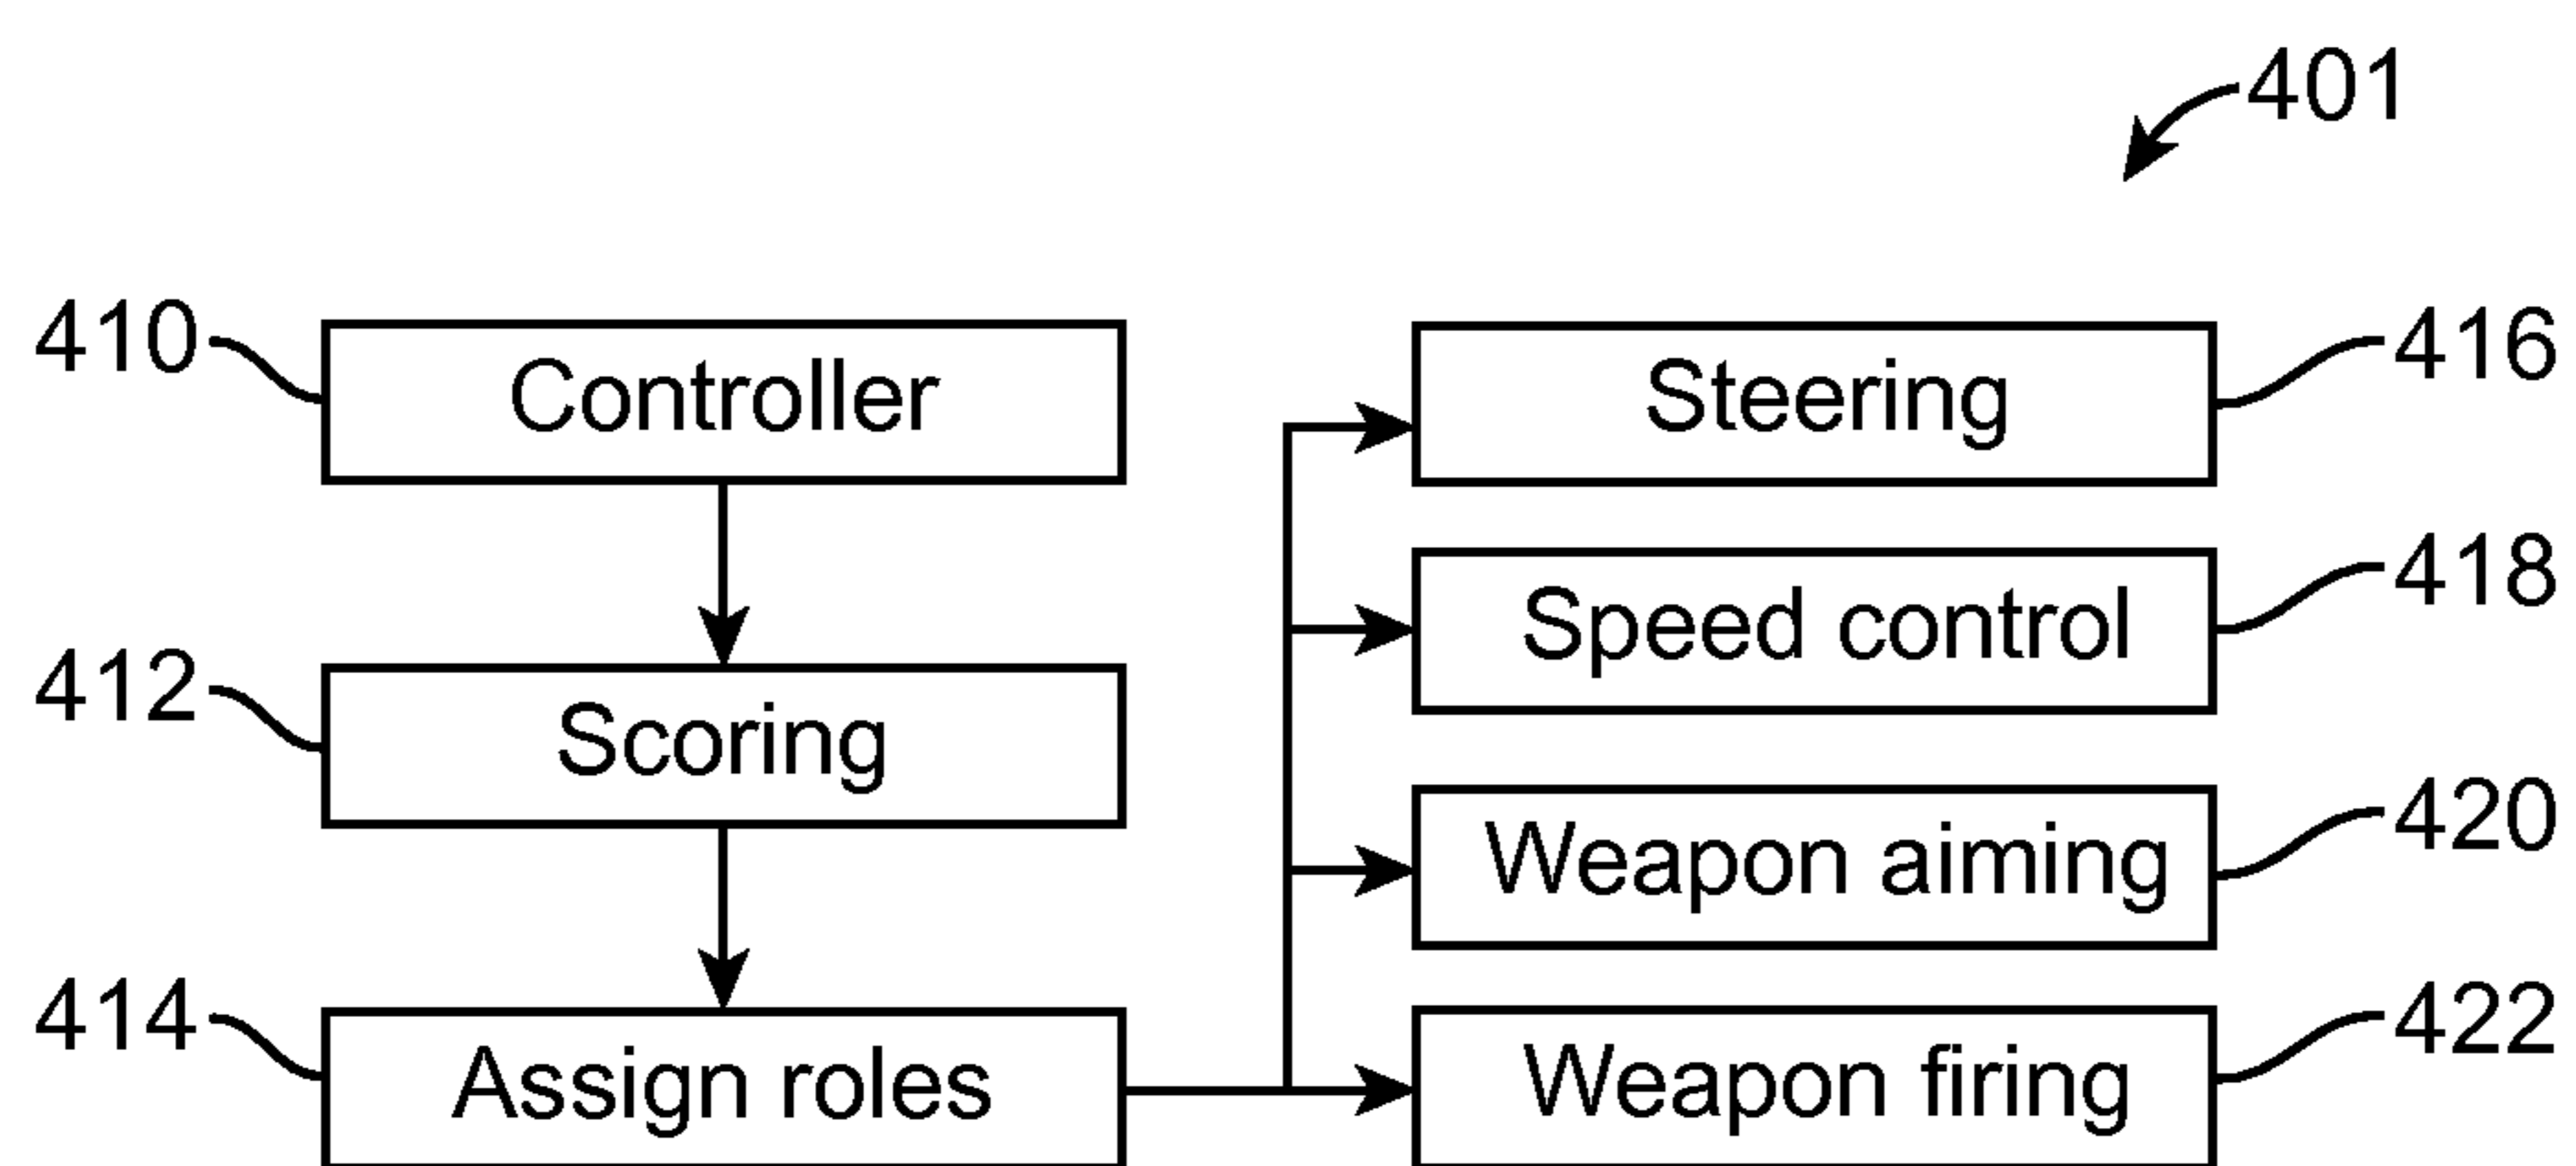 401
410
Controller
Steering
416
Speed control
418
412
Scoring
Weapon aiming
420
414
Assign roles
Weapon firing
422